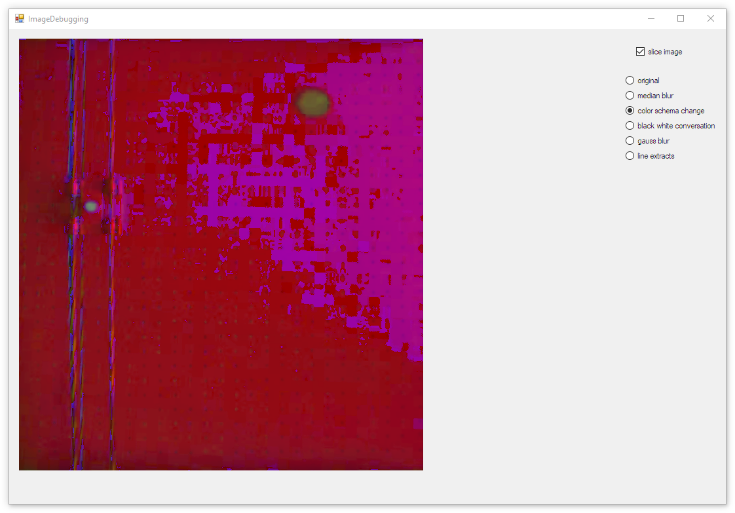 ImageDebugging
slice image
original
median blur
color schema change
black white conversation
gause blur
line extracts